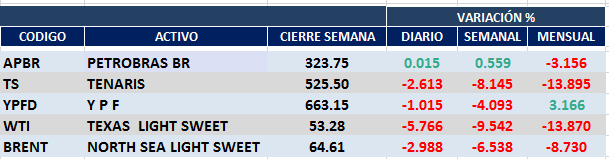 VARIACIÓN %
CODIGO ACTIVO CIERRE SEMANA DIARIO SEMANAL MENSUAL
APBR PETROBRAS BR 323.75 0.015 0.559 -3.156
TS TENARIS 525.50 -2.613 -8.145 -13.895
YPFD Y P F 663.15 -1.015 -4.093 3.166
WTI TEXAS LIGHT SWEET 53.28 -5.766 -9.542 -13.870
BRENT NORTH SEA LIGHT SWEET 64.61 -2.988 -6.538 -8.730